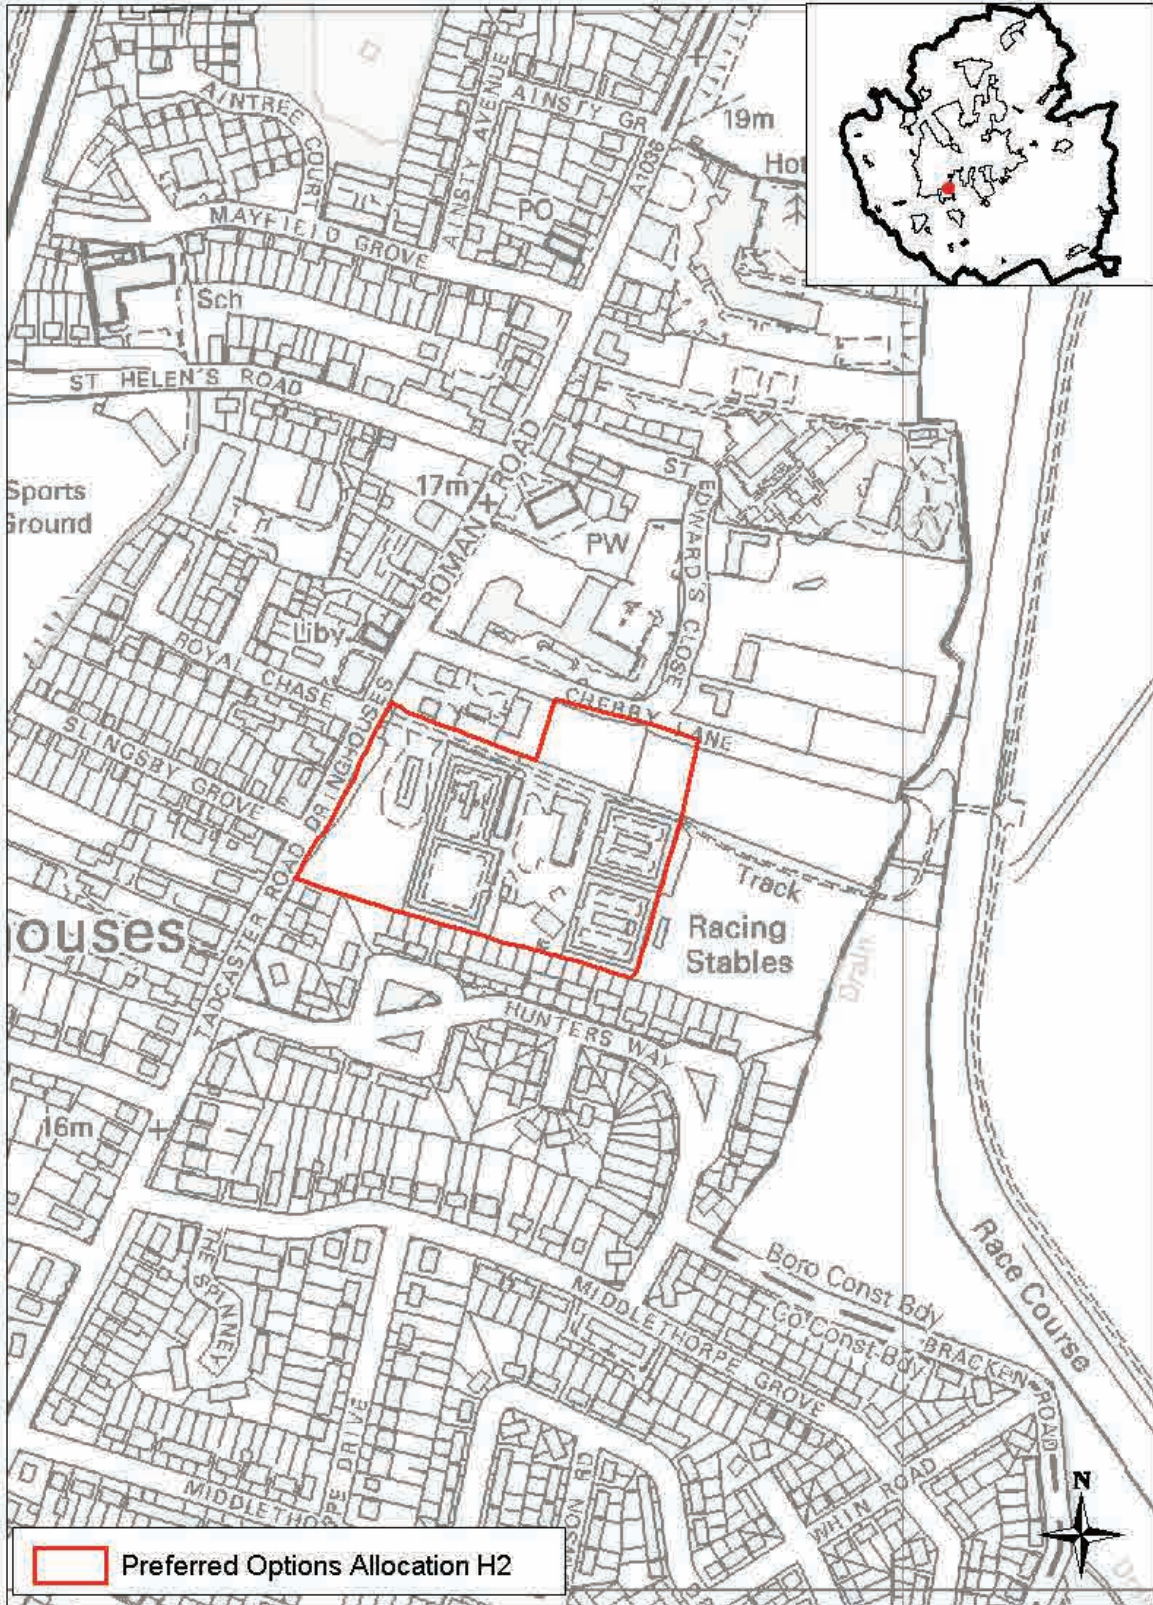 AINTREE COURT
AINSTY AVENUE
AINSTY GR
19m
A1036
PO
MAYFIELD GROVE
Sch
ST HELEN'S ROAD
ROMAN ROAD
17m
ST EDWARD'S CLOSE
Sports
Ground
PW
Liby
ROYAL CHASE
CHERRY LANE
SLINGSBY GROVE
DRINGHOUSES
TADCASTER ROAD
Track
ouses
Racing
Stables
Drain
HUNTERS WAY
16m
THE SPINNEY
Boro Const Bdy
Co Const Bdy
Race Course
BRACKEN ROAD
MIDDLETHORPE GROVE
WHIN ROAD
DRIVE
MIDDLETHO
RD
N
Preferred Options Allocation H2